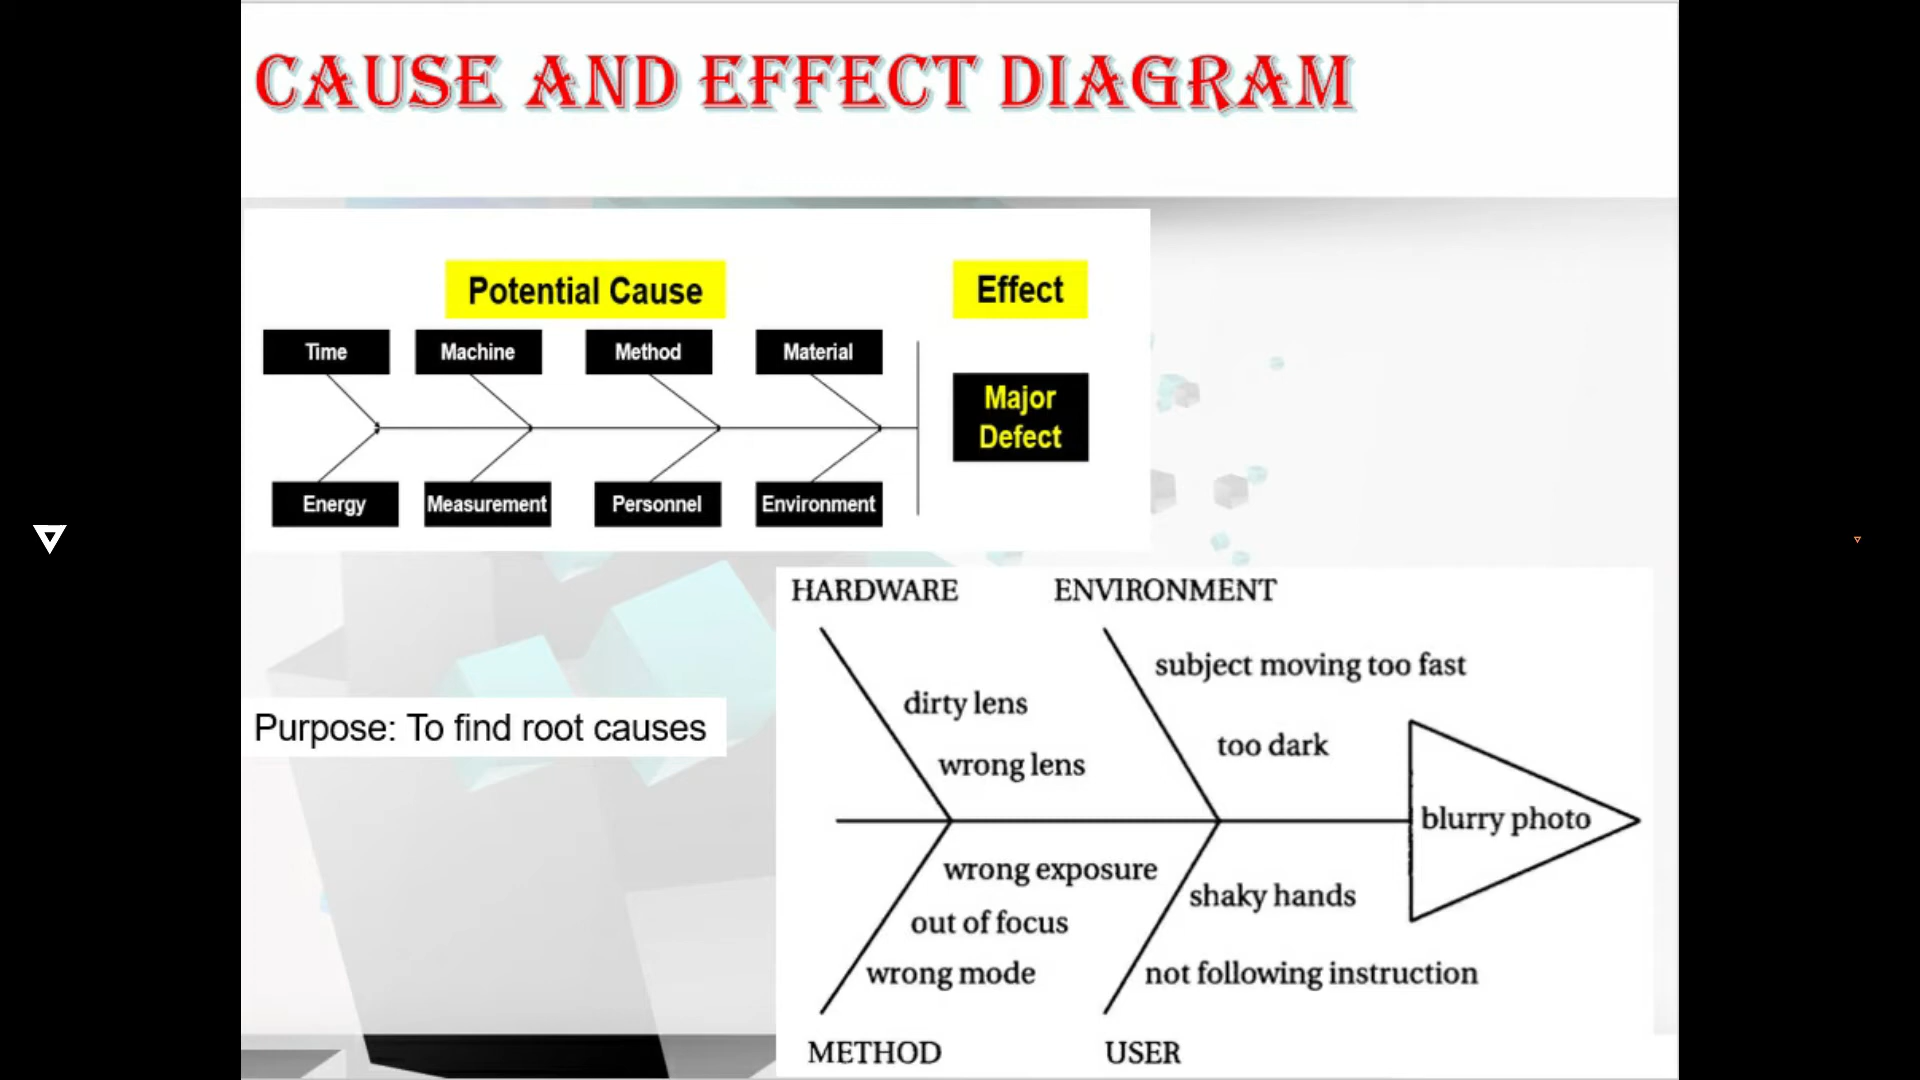 CAUSE AND EFFECT DIAGRAM
Potential Cause
Effect
Time
Machine
Method
Material
Major
Defect
Energy
Measurement
Personnel
Environment
Purpose: To find root causes
HARDWARE
ENVIRONMENT
subject moving too fast
dirty lens
too dark
wrong lens
blurry photo
wrong exposure
shaky hands
out of focus
wrong mode
not following instruction
METHOD
USER